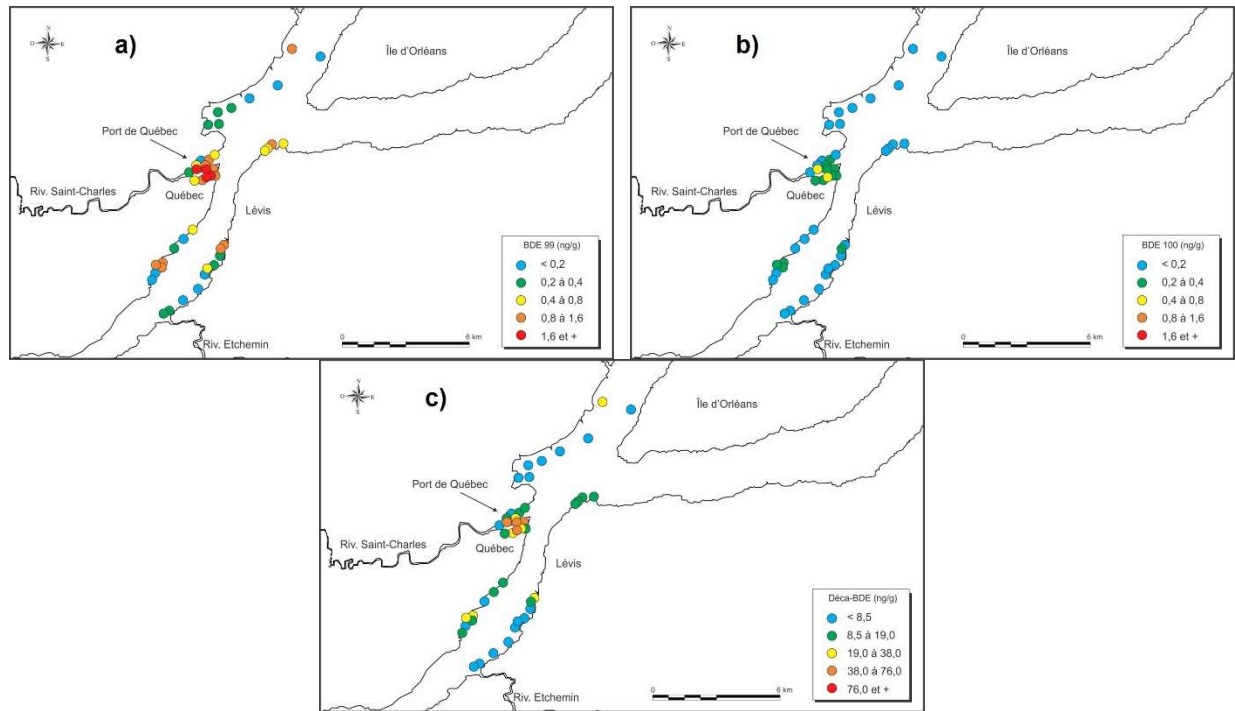 a)
N
O
E
S
Île d'Orléans
Port de Québec
Riv. Saint-Charles
Québec
Lévis
Riv. Etchemin
BDE 99 (ng/g)
< 0,2
0,2 à 0,4
0,4 à 0,8
0,8 à 1,6
1,6 et +
0
6 km
b)
N
O
E
S
Île d'Orléans
Port de Québec
Riv. Saint-Charles
Québec
Lévis
Riv. Etchemin
BDE 100 (ng/g)
< 0,2
0,2 à 0,4
0,4 à 0,8
0,8 à 1,6
1,6 et +
0
6 km
c)
N
O
E
S
Île d'Orléans
Port de Québec
Riv. Saint-Charles
Québec
Lévis
Riv. Etchemin
Déca-BDE (ng/g)
< 8,5
8,5 à 19,0
19,0 à 38,0
38,0 à 76,0
76,0 et +
0
6 km